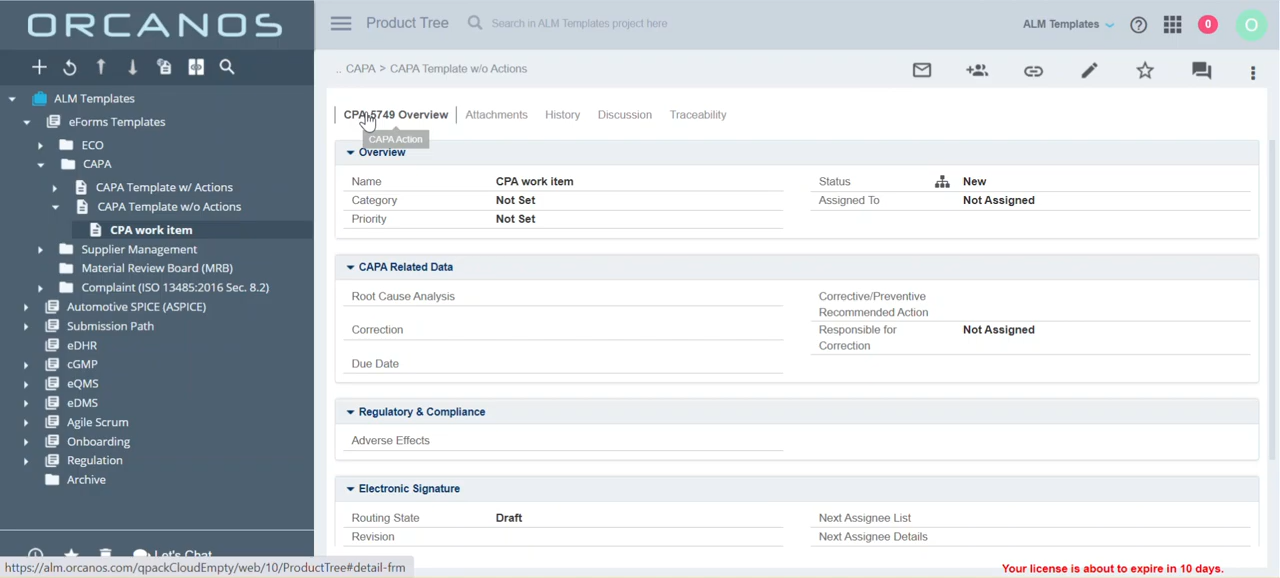 ORCANOS
Product Tree
Search in ALM Templates project here
ALM Templates
0
O
ALM Templates
eForms Templates
ECO
CAPA
CAPA Template w/ Actions
CAPA Template w/o Actions
CPA work item
Supplier Management
Material Review Board (MRB)
Complaint (ISO 13485:2016 Sec. 8.2)
Automotive SPICE (ASPICE)
Submission Path
eDHR
cGMP
eQMS
eDMS
Agile Scrum
Onboarding
Regulation
Archive
Let's Chat
https://alm.orcanos.com/qpackCloudEmpty/web/10/ProductTree#detail-frm
.. CAPA > CAPA Template w/o Actions
CPA-5749 Overview Attachments History Discussion Traceability
CAPA Action
Overview
Name CPA work item Status New
Category Not Set Assigned To Not Assigned
Priority Not Set
CAPA Related Data
Root Cause Analysis
Corrective/Preventive
Recommended Action
Correction
Responsible for
Correction
Not Assigned
Due Date
Regulatory & Compliance
Adverse Effects
Electronic Signature
Routing State Draft Next Assignee List
Revision Next Assignee Details
Your license is about to expire in 10 days.